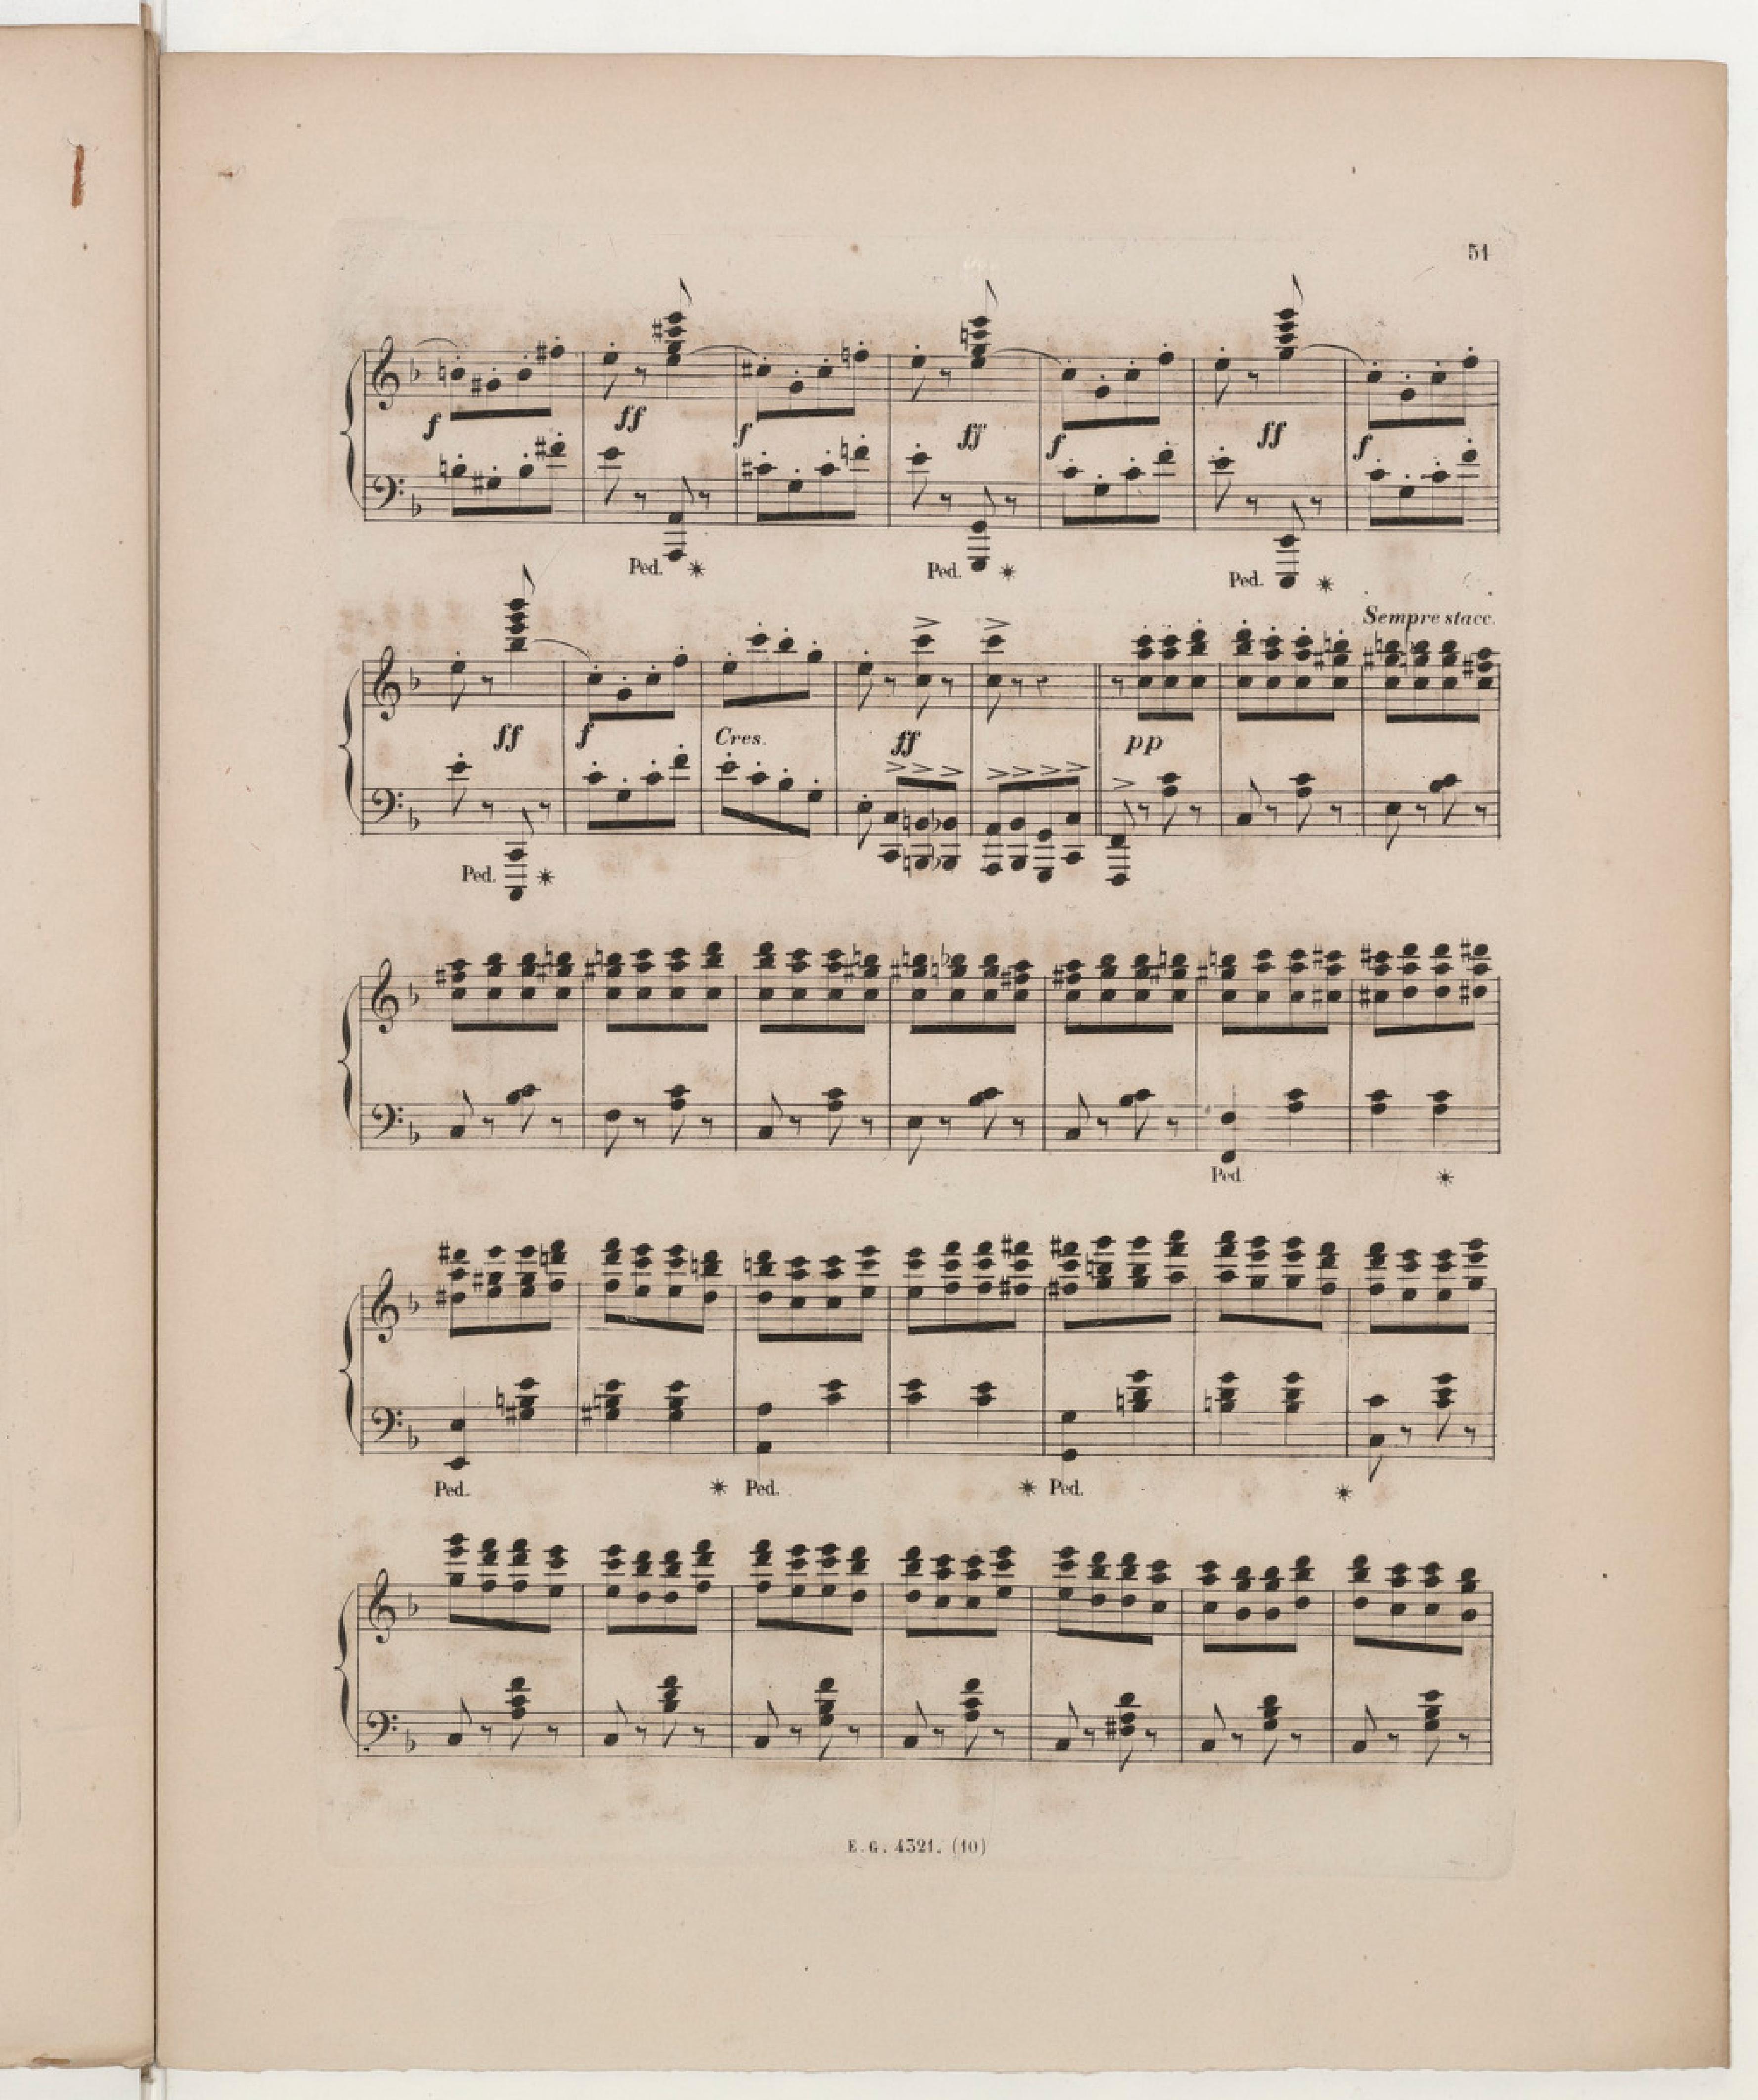 51
f ff f ff f ff f
Ped. Ped. Ped.
Sempre stacc.
ff f Cres. ff pp
Ped.
Ped.
Ped. Ped. Ped.
E. G. 4321. (10)